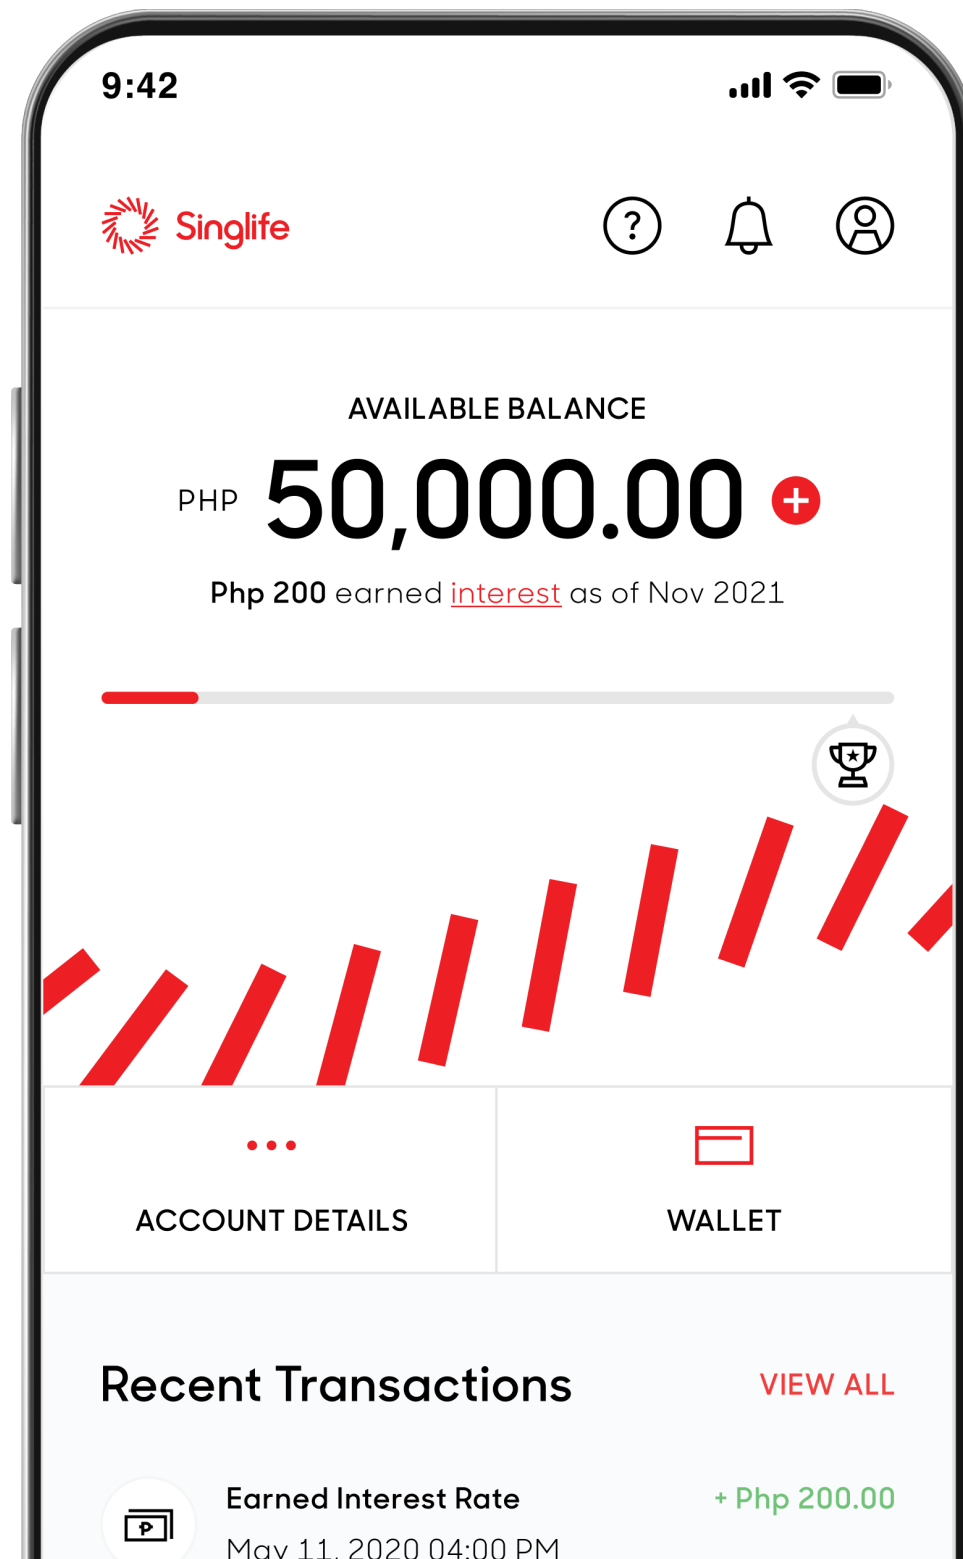 9:42
Singlife
?
AVAILABLE BALANCE
PHP 50,000.00 +
Php 200 earned interest as of Nov 2021
ACCOUNT DETAILS
WALLET
Recent Transactions
VIEW ALL
Earned Interest Rate
+ Php 200.00
May 11, 2020 04:00 PM